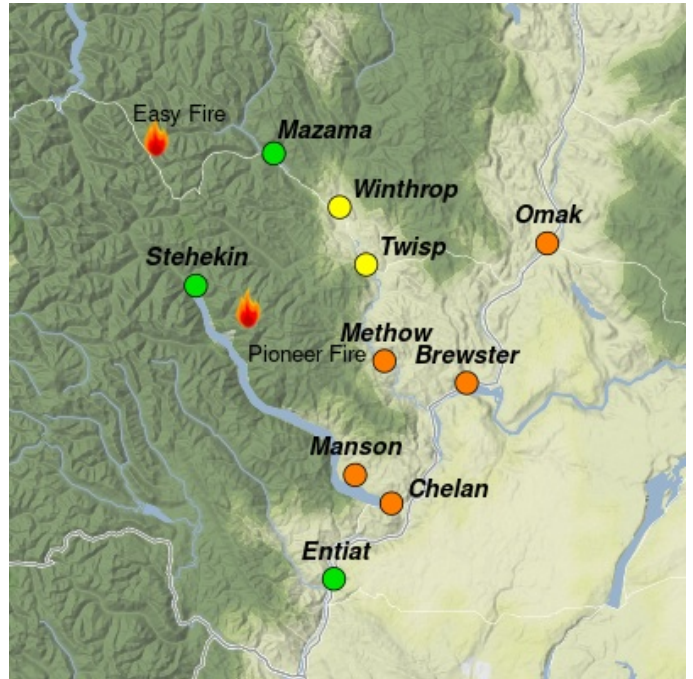 Easy Fire
Mazama
Winthrop
Omak
Twisp
Stehekin
Methow
Pioneer Fire
Brewster
Manson
Chelan
Entiat